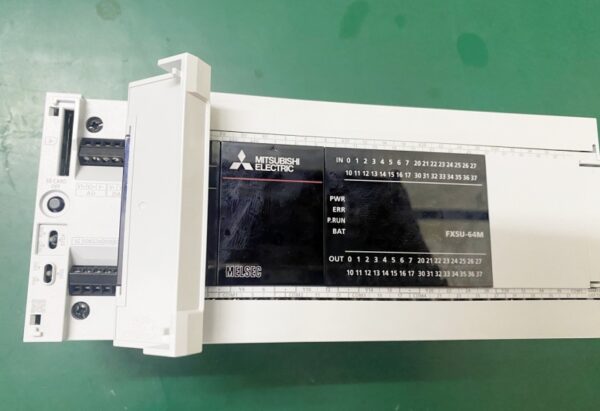 MITSUBISHI
ELECTRIC
IN 0 1 2 3 4 5 6 7 20 21 22 23 24 25 26 27
10 11 12 13 14 15 16 17 30 31 32 33 34 35 36 37
PWR
ERR
P.RUN
BAT
FX5U-64M
OUT 0 1 2 3 4 5 6 7 20 21 22 23 24 25 26 27
10 11 12 13 14 15 16 17 30 31 32 33 34 35 36 37
MELSEC